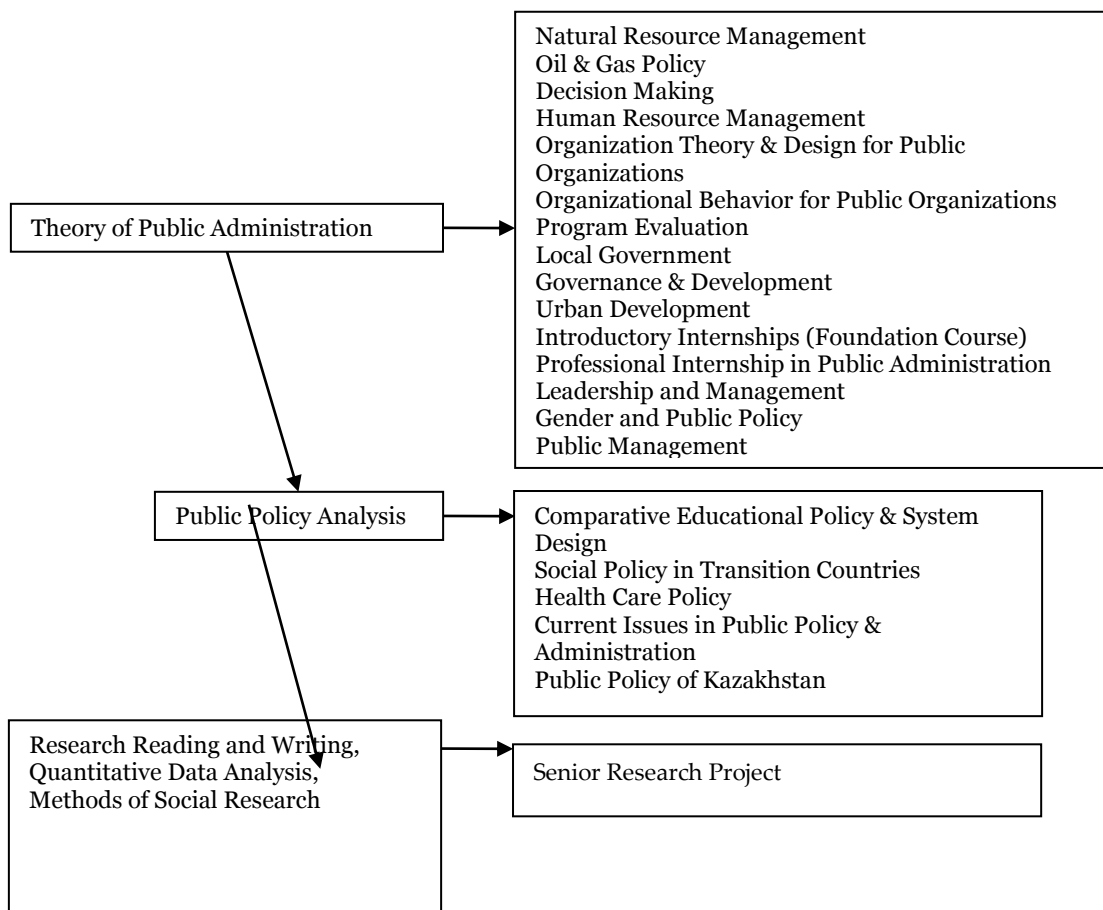 Natural Resource Management
Oil & Gas Policy
Decision Making
Human Resource Management
Organization Theory & Design for Public
Organizations
Organizational Behavior for Public Organizations
Theory of Public Administration
Program Evaluation
Local Government
Governance & Development
Urban Development
Introductory Internships (Foundation Course)
Professional Internship in Public Administration
Leadership and Management
Gender and Public Policy
Public Management
Public Policy Analysis
Comparative Educational Policy & System
Design
Social Policy in Transition Countries
Health Care Policy
Current Issues in Public Policy &
Administration
Public Policy of Kazakhstan
Research Reading and Writing,
Quantitative Data Analysis,
Methods of Social Research
Senior Research Project